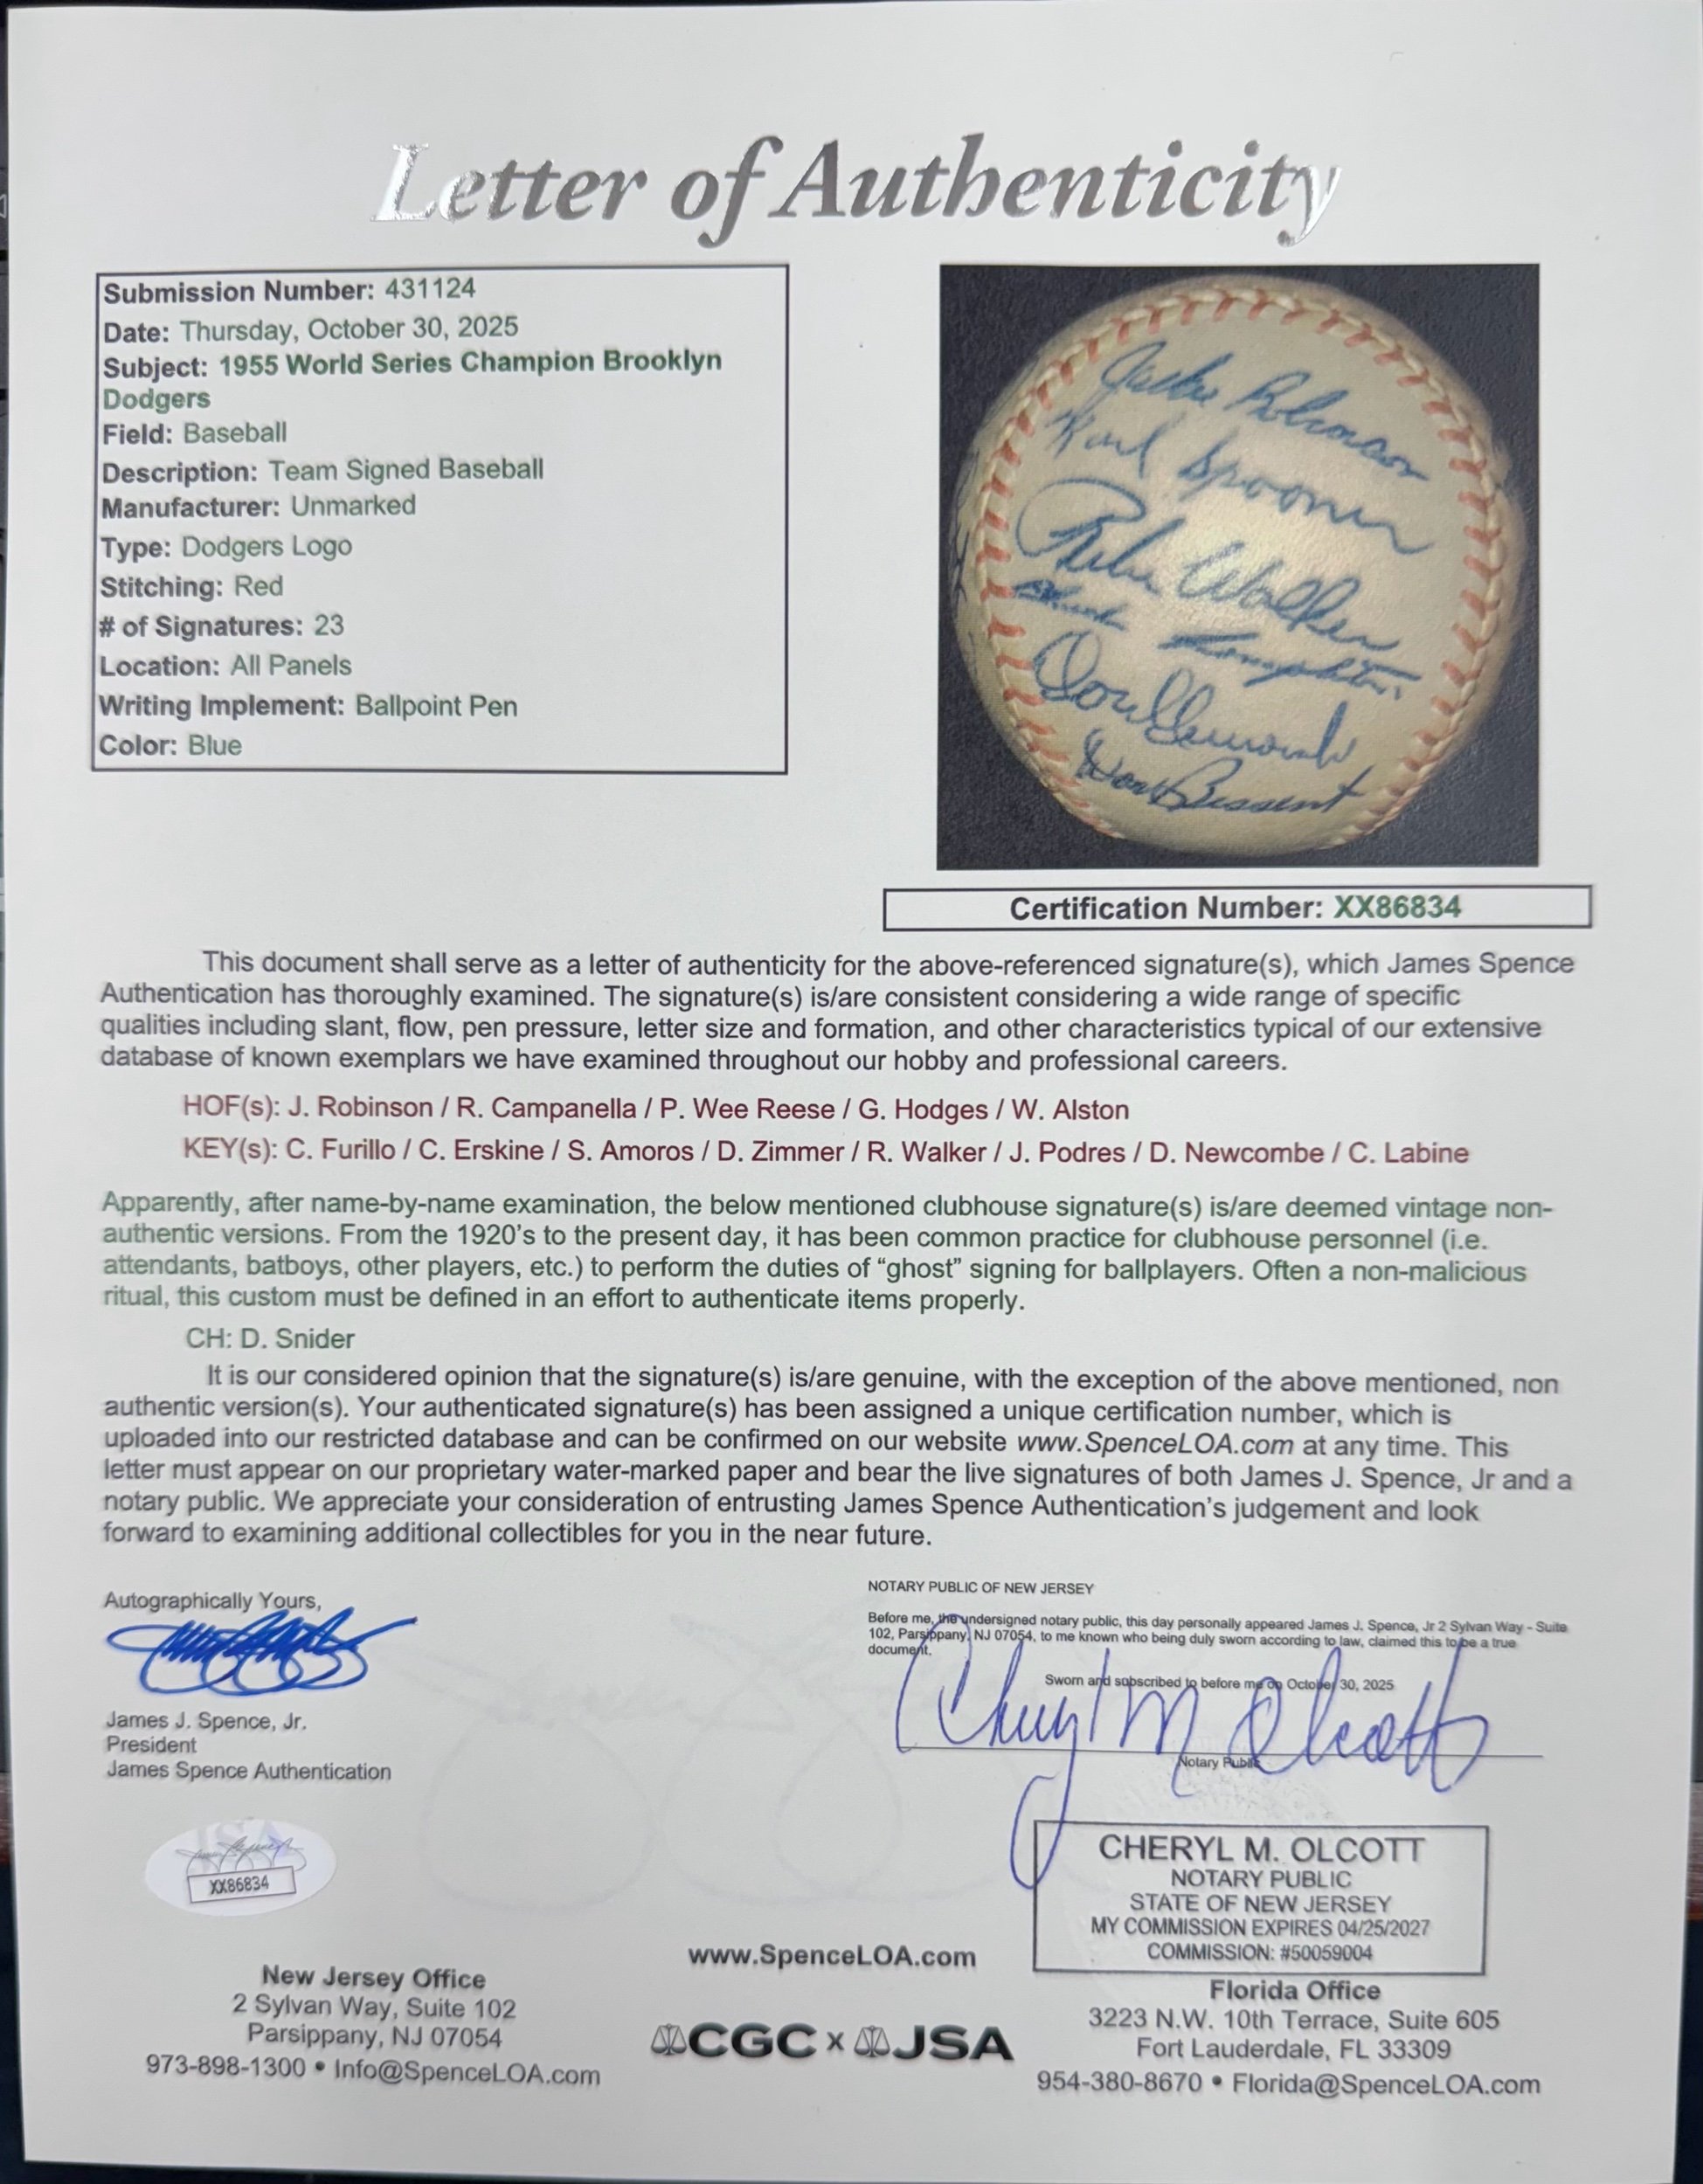 Letter of Authenticity
Submission Number: 431124
Date: Thursday, October 30, 2025
Subject: 1955 World Series Champion Brooklyn
Dodgers
Field: Baseball
Description: Team Signed Baseball
Manufacturer: Unmarked
Type: Dodgers Logo
Stitching: Red
# of Signatures: 23
Location: All Panels
Writing Implement: Ballpoint Pen
Color: Blue
Jackie Robinson
Karl Spooner
Rube Walker
Don Bessent
Certification Number: XX86834
This document shall serve as a letter of authenticity for the above-referenced signature(s), which James Spence
Authentication has thoroughly examined. The signature(s) is/are consistent considering a wide range of specific
qualities including slant, flow, pen pressure, letter size and formation, and other characteristics typical of our extensive
database of known exemplars we have examined throughout our hobby and professional careers.
HOF(s): J. Robinson / R. Campanella / P. Wee Reese / G. Hodges / W. Alston
KEY(s): C. Furillo / C. Erskine / S. Amoros / D. Zimmer / R. Walker / J. Podres / D. Newcombe / C. Labine
Apparently, after name-by-name examination, the below mentioned clubhouse signature(s) is/are deemed vintage non-
authentic versions. From the 1920's to the present day, it has been common practice for clubhouse personnel (i.e.
attendants, batboys, other players, etc.) to perform the duties of “ghost” signing for ballplayers. Often a non-malicious
ritual, this custom must be defined in an effort to authenticate items properly.
CH: D. Snider
It is our considered opinion that the signature(s) is/are genuine, with the exception of the above mentioned, non
authentic version(s). Your authenticated signature(s) has been assigned a unique certification number, which is
uploaded into our restricted database and can be confirmed on our website www.SpenceLOA.com at any time. This
letter must appear on our proprietary water-marked paper and bear the live signatures of both James J. Spence, Jr and a
notary public. We appreciate your consideration of entrusting James Spence Authentication's judgement and look
forward to examining additional collectibles for you in the near future.
Autographically Yours,
James J. Spence, Jr.
President
James Spence Authentication
NOTARY PUBLIC OF NEW JERSEY
Before me, the undersigned notary public, this day personally appeared James J. Spence, Jr 2 Sylvan Way - Suite
102, Parsippany, NJ 07054, to me known who being duly sworn according to law, claimed this to be a true
document.
Sworn and subscribed to before me on October 30, 2025
Cheryl M Olcott
Notary Public
CHERYL M. OLCOTT
NOTARY PUBLIC
STATE OF NEW JERSEY
MY COMMISSION EXPIRES 04/25/2027
COMMISSION: #50059004
XX86834
New Jersey Office
2 Sylvan Way, Suite 102
Parsippany, NJ 07054
973-898-1300 • Info@SpenceLOA.com
www.SpenceLOA.com
CGC x JSA
Florida Office
3223 N.W. 10th Terrace, Suite 605
Fort Lauderdale, FL 33309
954-380-8670 • Florida@SpenceLOA.com